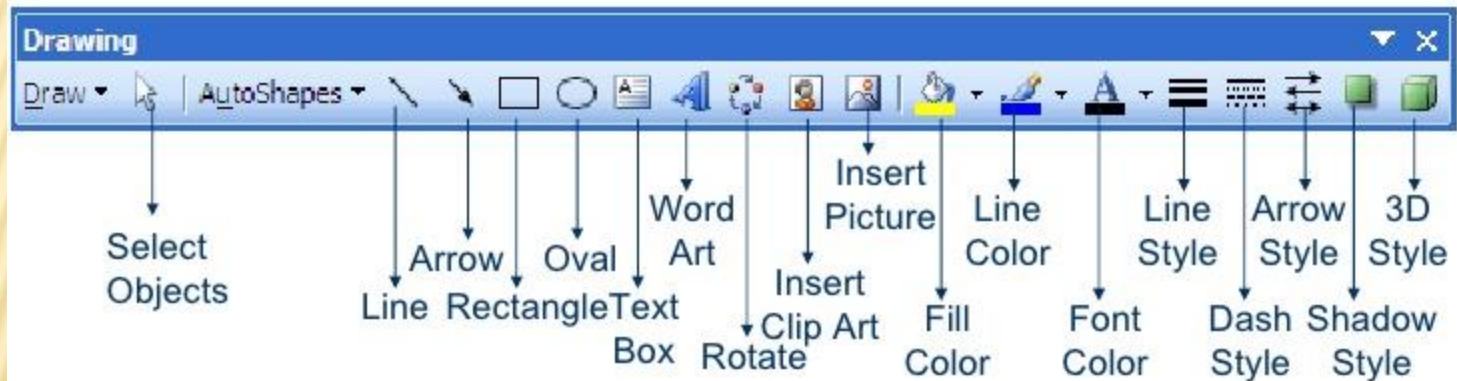 Drawing
Draw AutoShapes
Select
Objects
Line
Arrow
Rectangle
Oval
Text
Box
Word
Art
Rotate
Insert
Clip Art
Insert
Picture
Fill
Color
Line
Color
Font
Color
Line
Style
Dash
Style
Arrow
Style
Shadow
Style
3D
Style